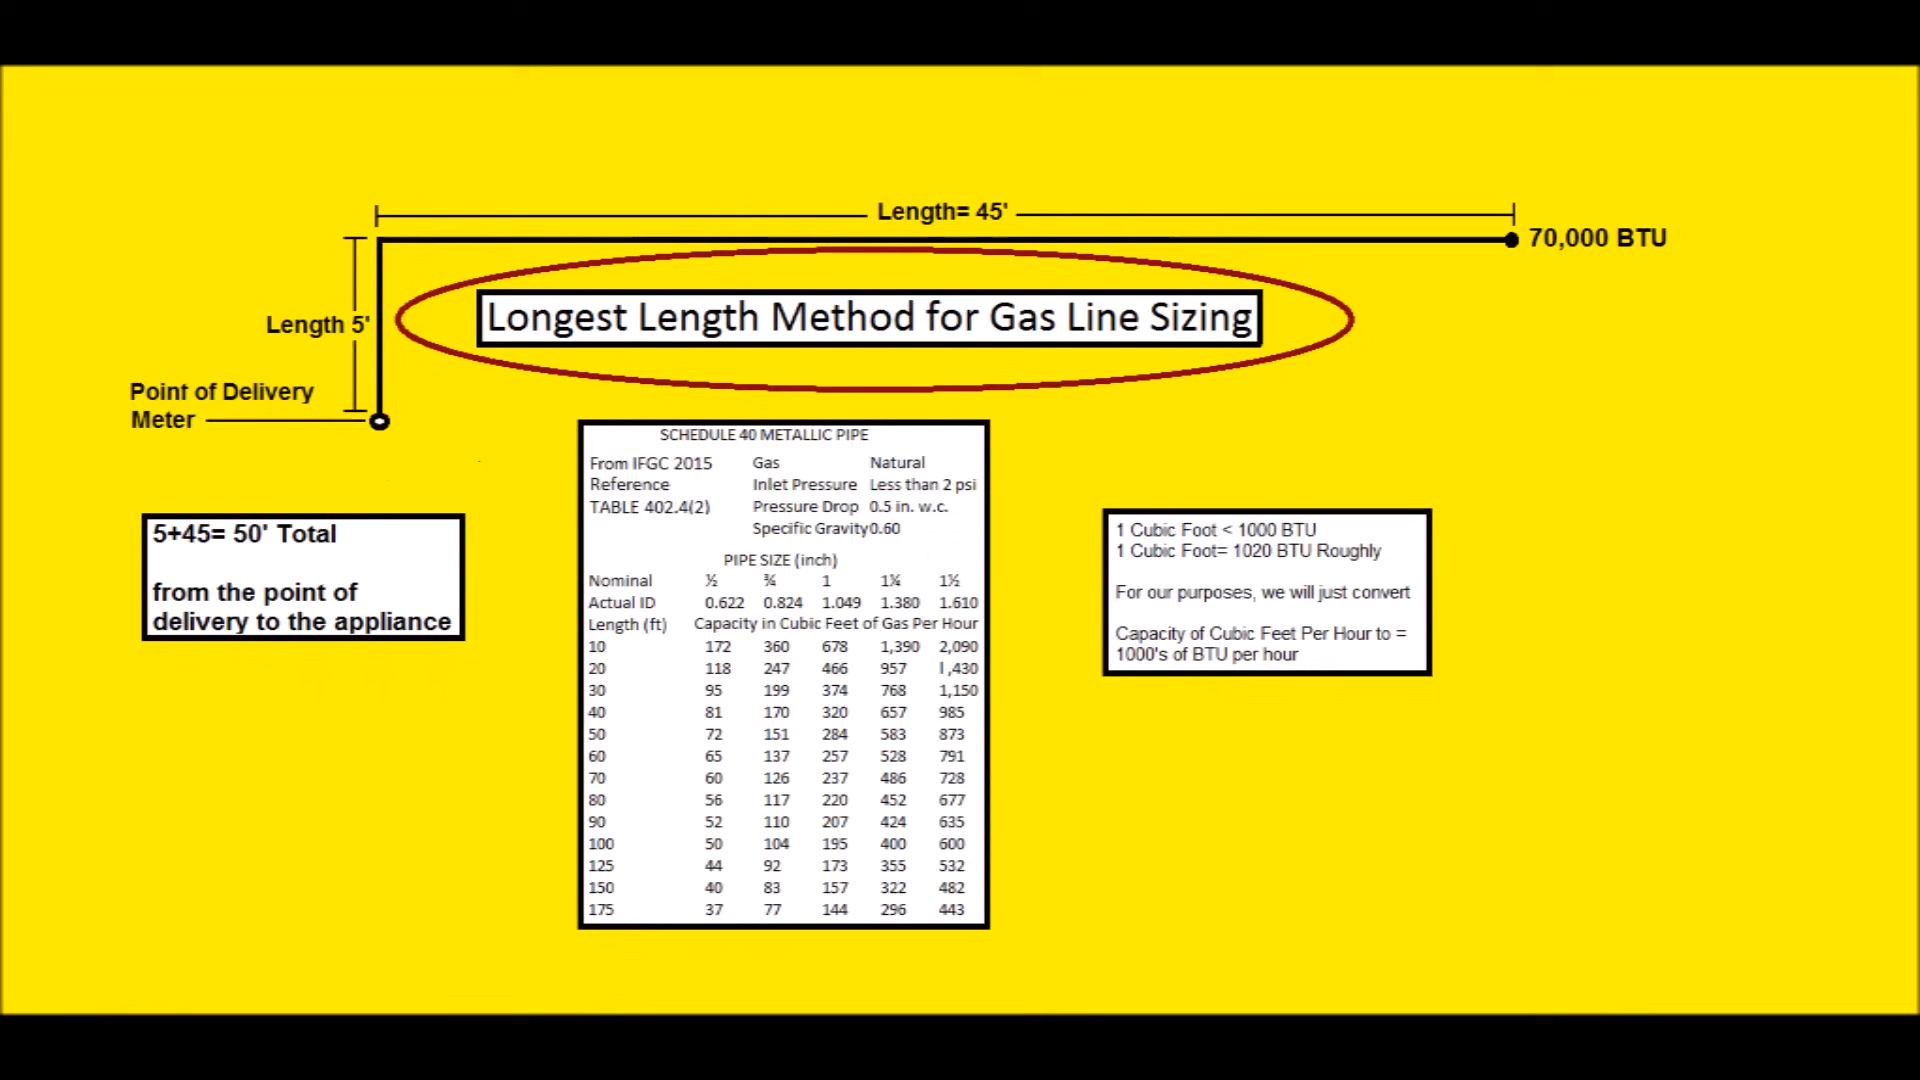 Length= 45'
70,000 BTU
Longest Length Method for Gas Line Sizing
Length 5'
Point of Delivery
Meter
5+45= 50' Total
from the point of
delivery to the appliance
SCHEDULE 40 METALLIC PIPE
From IFGC 2015 Gas Natural
Reference Inlet Pressure Less than 2 psi
TABLE 402.4(2) Pressure Drop 0.5 in. w.c.
Specific Gravity 0.60
PIPE SIZE (inch)
Nominal ½ ¾ 1 1¼ 1½
Actual ID 0.622 0.824 1.049 1.380 1.610
Length (ft) Capacity in Cubic Feet of Gas Per Hour
10 172 360 678 1,390 2,090
20 118 247 466 957 l ,430
30 95 199 374 768 1,150
40 81 170 320 657 985
50 72 151 284 583 873
60 65 137 257 528 791
70 60 126 237 486 728
80 56 117 220 452 677
90 52 110 207 424 635
100 50 104 195 400 600
125 44 92 173 355 532
150 40 83 157 322 482
175 37 77 144 296 443
1 Cubic Foot < 1000 BTU
1 Cubic Foot= 1020 BTU Roughly
For our purposes, we will just convert
Capacity of Cubic Feet Per Hour to =
1000's of BTU per hour